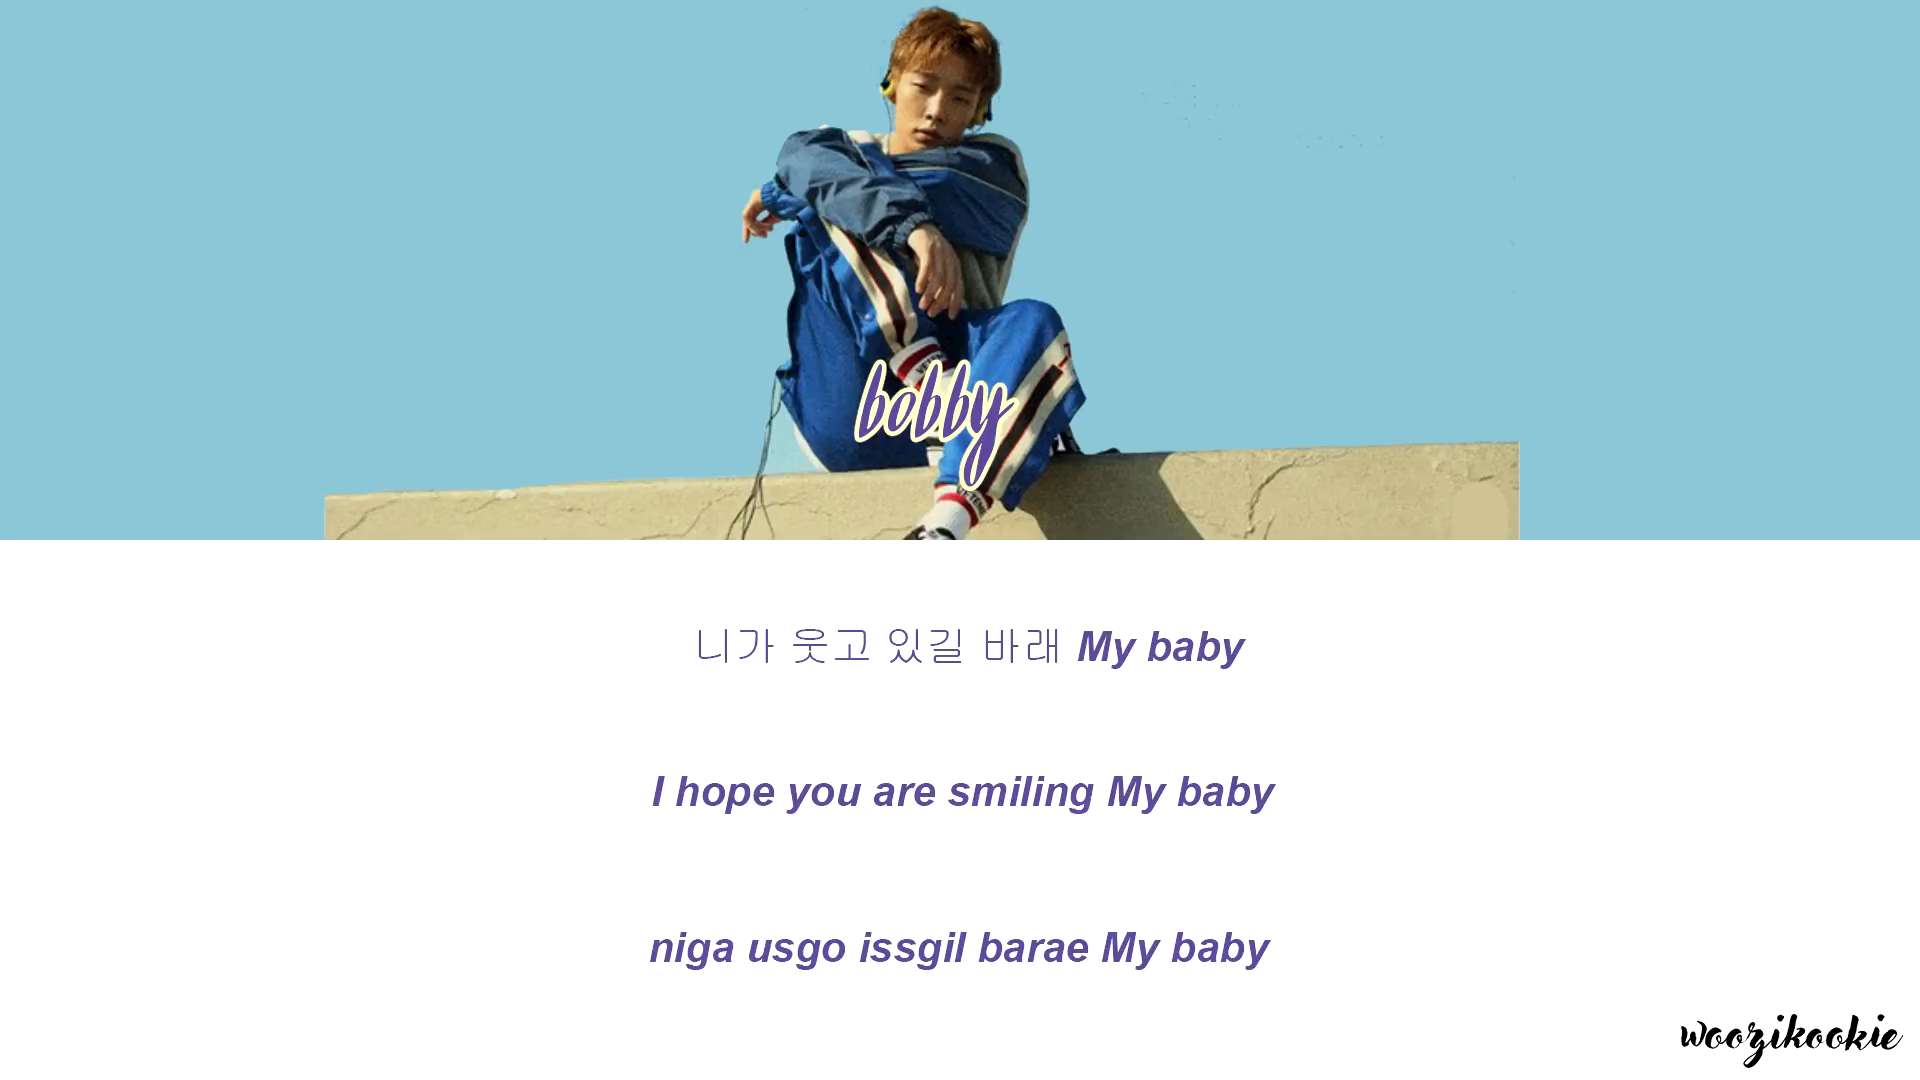 bobby
니가 웃고 있길 바래 My baby
I hope you are smiling My baby
niga usgo issgil barae My baby
woozikookie